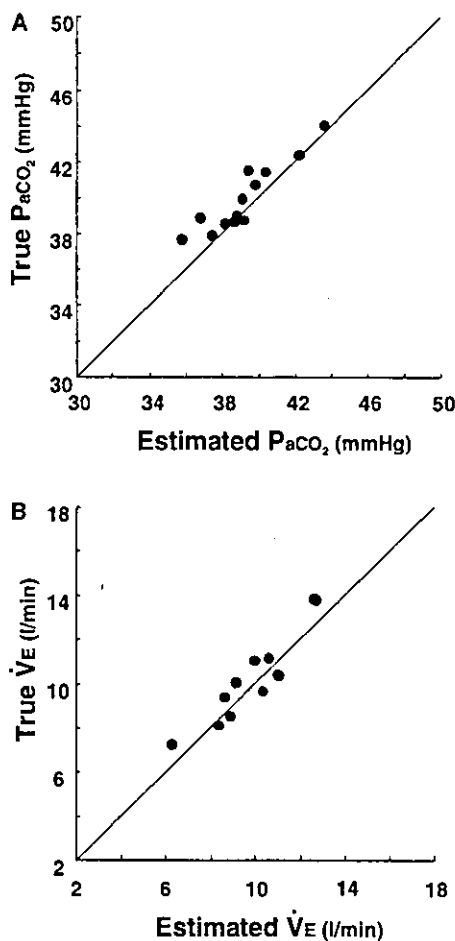 A
50
46
42
38
34
30
True PaCO₂ (mmHg)
30 34 38 42 46 50
Estimated PaCO₂ (mmHg)
B
18
14
10
6
2
True V̇E (l/min)
2 6 10 14 18
Estimated V̇E (l/min)